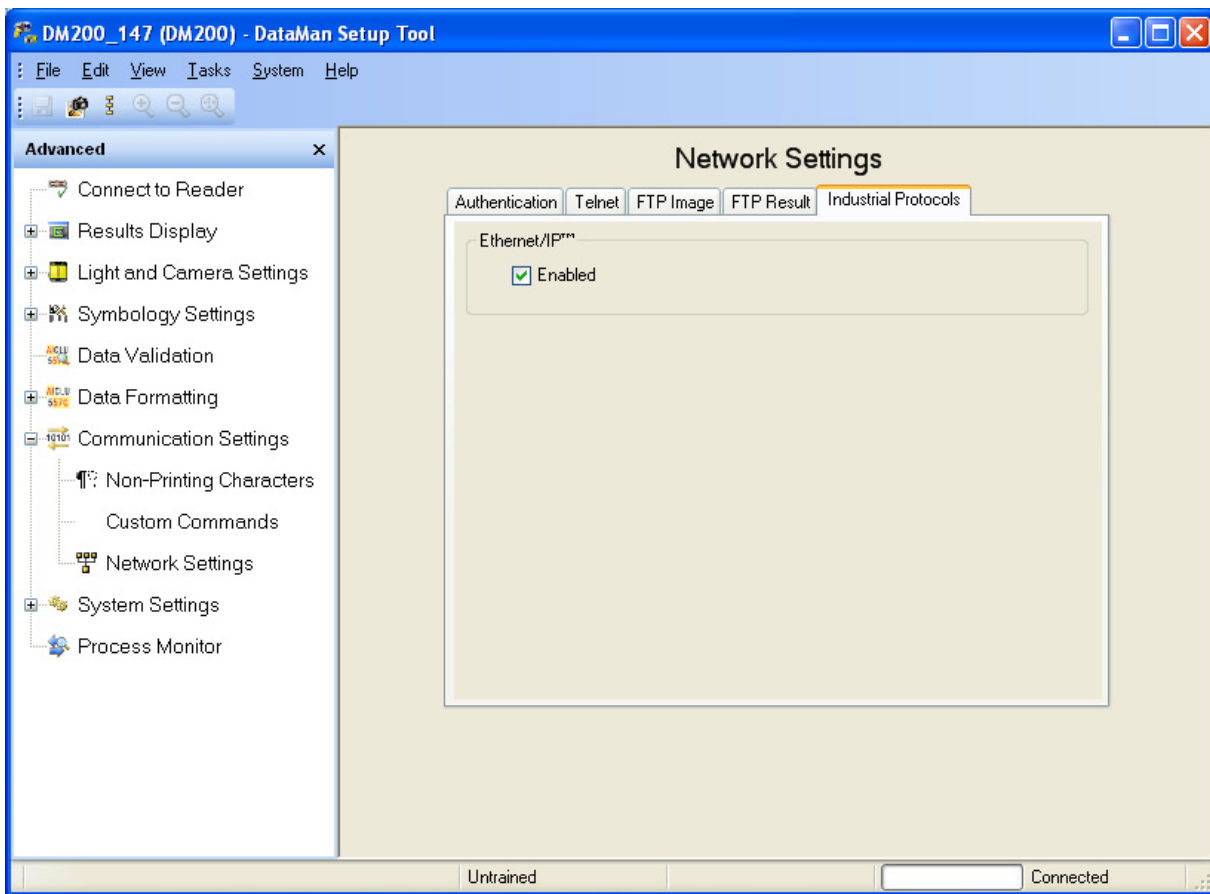 DM200_147 (DM200) - DataMan Setup Tool
File Edit View Tasks System Help
Advanced
Connect to Reader
Results Display
Light and Camera Settings
Symbology Settings
Data Validation
Data Formatting
Communication Settings
Non-Printing Characters
Custom Commands
Network Settings
System Settings
Process Monitor
Network Settings
Authentication Telnet FTP Image FTP Result Industrial Protocols
Ethernet/IP™
Enabled
Untrained Connected